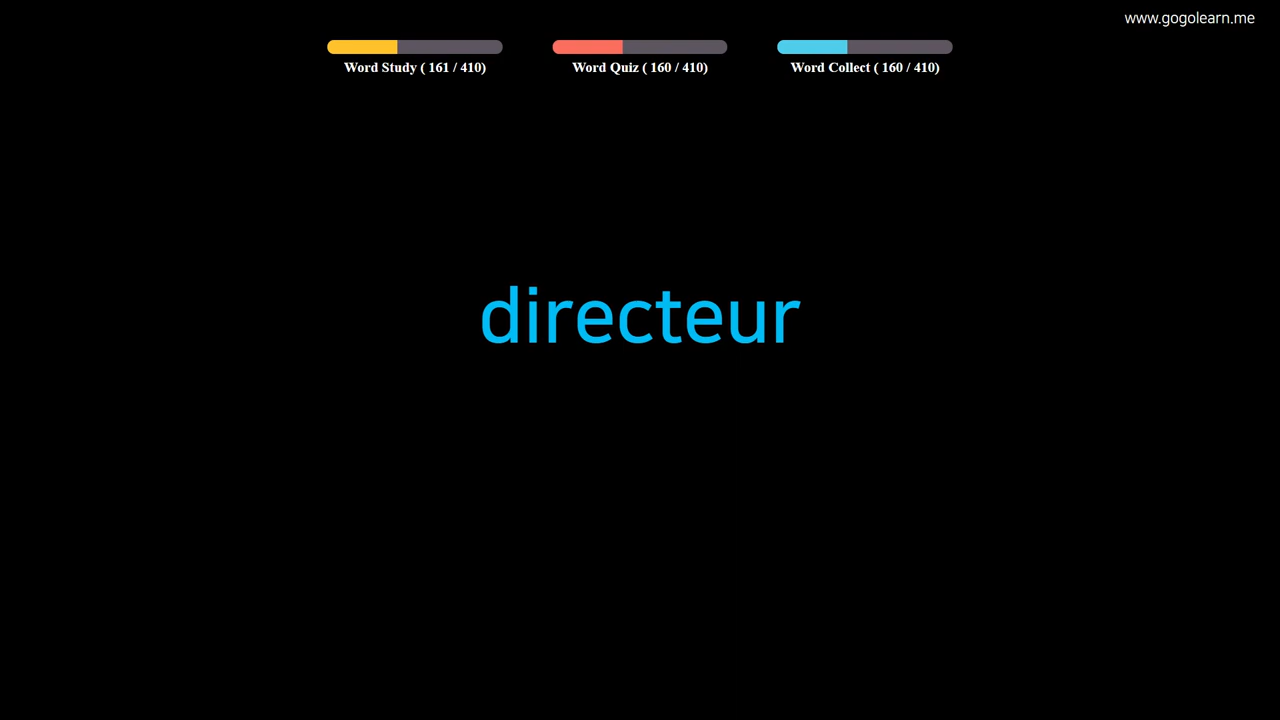 www.gogolearn.me
Word Study ( 161 / 410)
Word Quiz ( 160 / 410)
Word Collect ( 160 / 410)
directeur